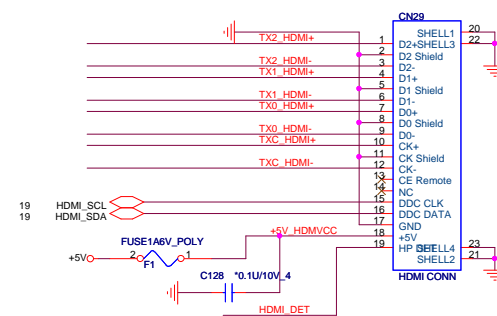 CN29
SHELL1 20
TX2_HDMI+ 1 D2+ SHELL3 22
2 D2 Shield
TX2_HDMI- 3 D2-
TX1_HDMI+ 4 D1+
5 D1 Shield
TX1_HDMI- 6 D1-
TX0_HDMI+ 7 D0+
8 D0 Shield
TX0_HDMI- 9 D0-
TXC_HDMI+ 10 CK+
11 CK Shield
TXC_HDMI- 12 CK-
13 CE Remote
14 NC
19 HDMI_SCL 15 DDC CLK
19 HDMI_SDA 16 DDC DATA
17 GND
+5V_HDMVCC 18 +5V
FUSE1A6V_POLY 19 HP DET SHELL4 23
+5V 2 1 SHELL2 21
F1
C128 *0.1U/10V_4 HDMI CONN
HDMI_DET